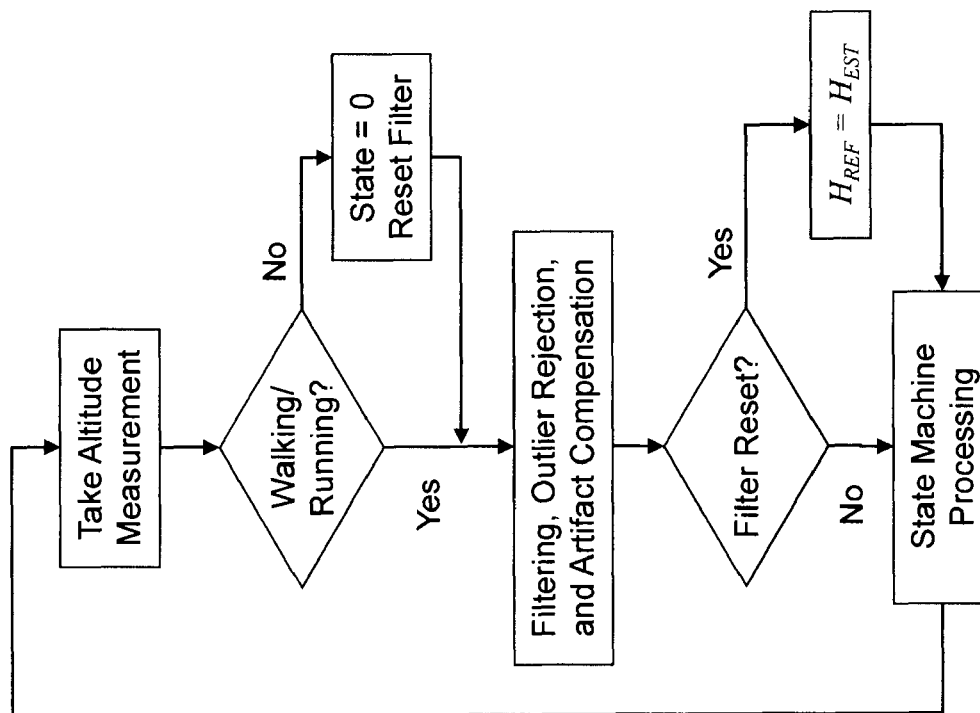 Take Altitude
Measurement
Walking/
Running?
No
State = 0
Reset Filter
Yes
Filtering, Outlier Rejection,
and Artifact Compensation
Filter Reset?
Yes
H_REF = H_EST
No
State Machine
Processing